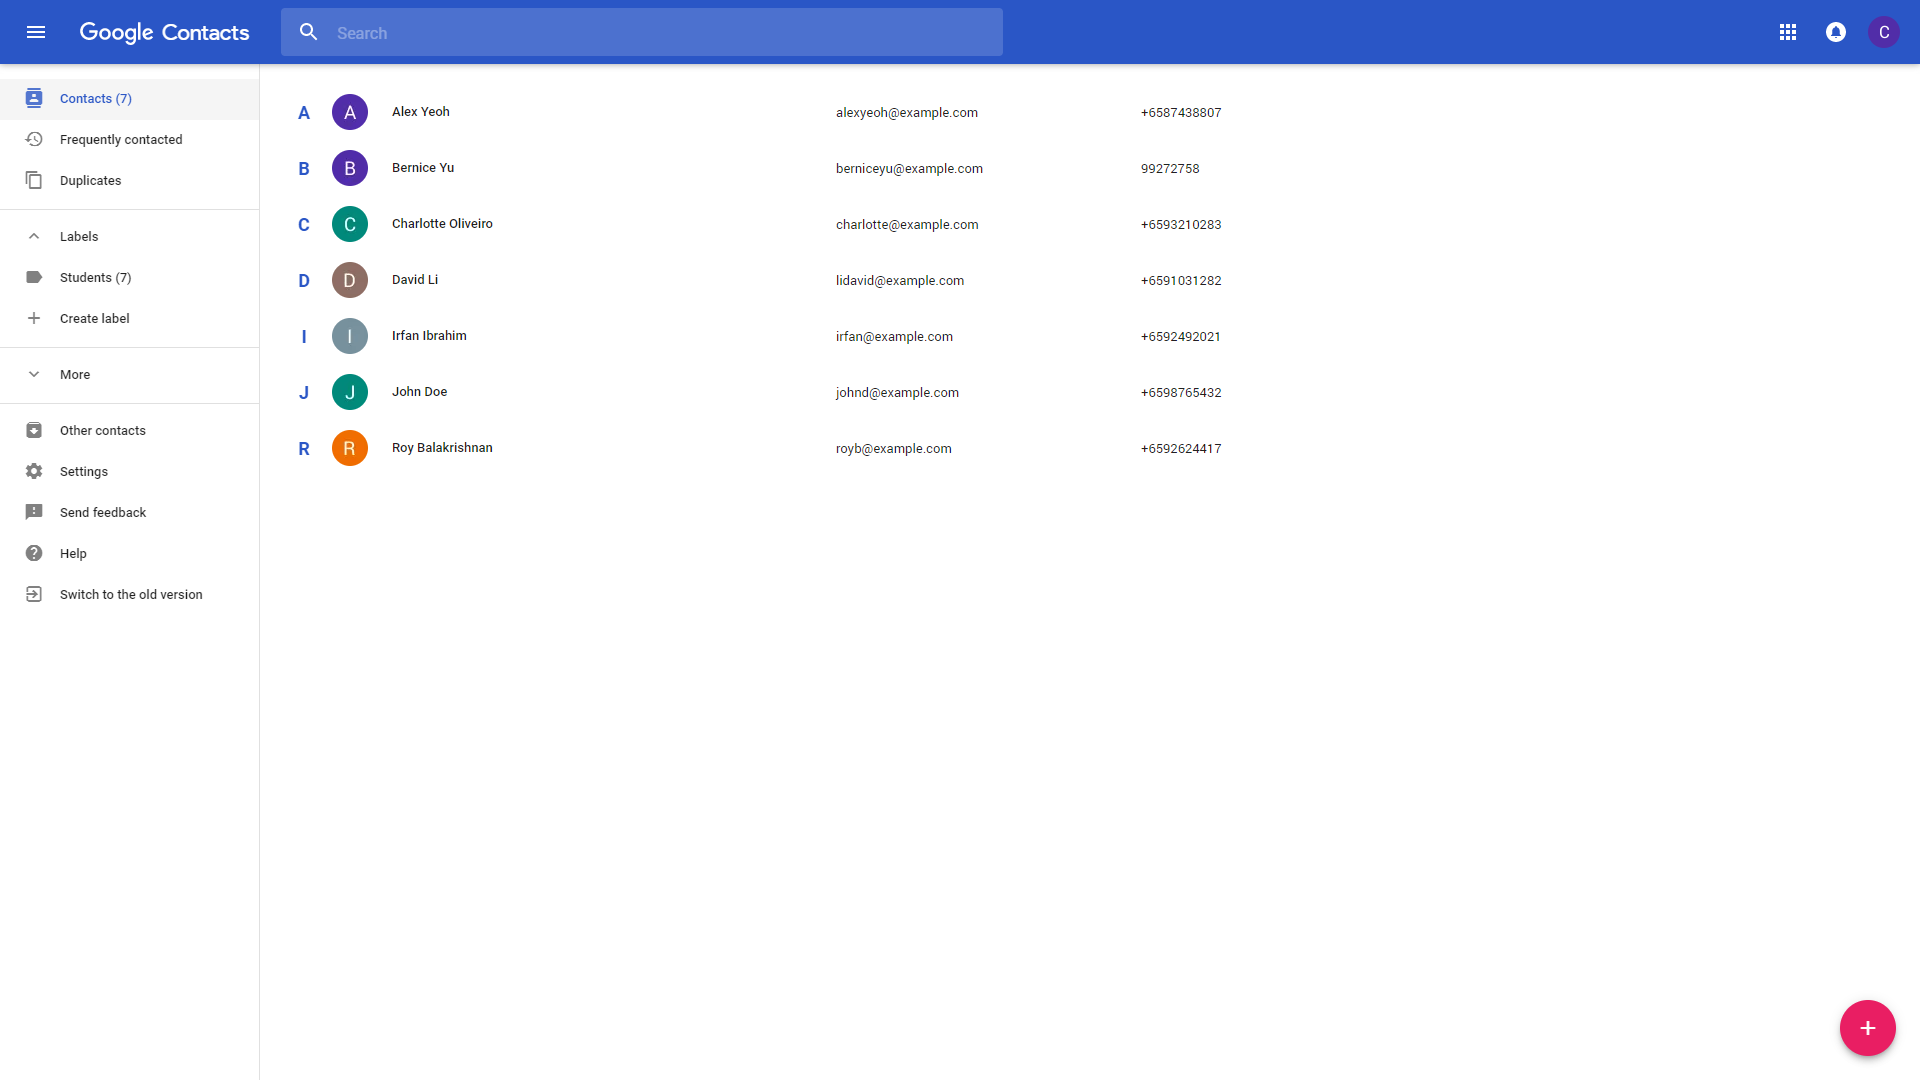 Google Contacts
Search
C
Contacts (7)
Frequently contacted
Duplicates
Labels
Students (7)
Create label
More
Other contacts
Settings
Send feedback
Help
Switch to the old version
A A Alex Yeoh alexyeoh@example.com +6587438807
B B Bernice Yu berniceyu@example.com 99272758
C C Charlotte Oliveiro charlotte@example.com +6593210283
D D David Li lidavid@example.com +6591031282
I I Irfan Ibrahim irfan@example.com +6592492021
J J John Doe johnd@example.com +6598765432
R R Roy Balakrishnan royb@example.com +6592624417